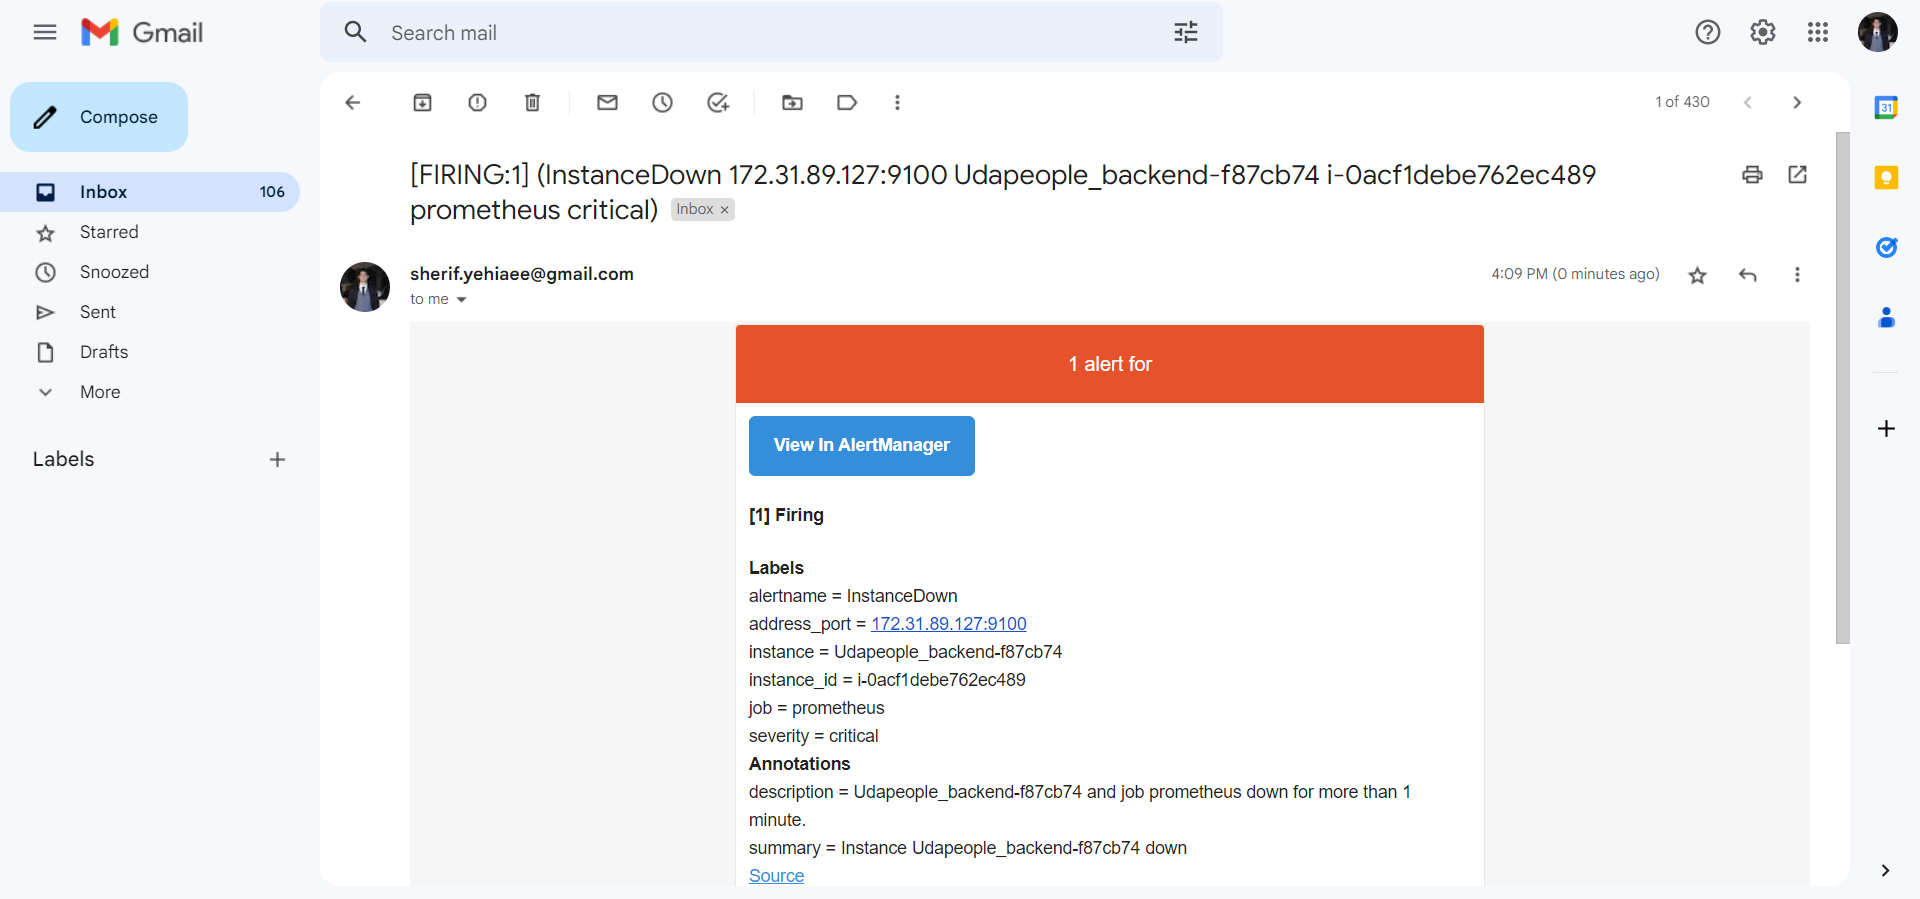 Gmail
Search mail
Compose
1 of 430
Inbox 106
Starred
Snoozed
Sent
Drafts
More
Labels
[FIRING:1] (InstanceDown 172.31.89.127:9100 Udapeople_backend-f87cb74 i-0acf1debe762ec489
prometheus critical) Inbox ×
sherif.yehiaee@gmail.com 4:09 PM (0 minutes ago)
to me
1 alert for
View In AlertManager
[1] Firing
Labels
alertname = InstanceDown
address_port = 172.31.89.127:9100
instance = Udapeople_backend-f87cb74
instance_id = i-0acf1debe762ec489
job = prometheus
severity = critical
Annotations
description = Udapeople_backend-f87cb74 and job prometheus down for more than 1
minute.
summary = Instance Udapeople_backend-f87cb74 down
Source
31